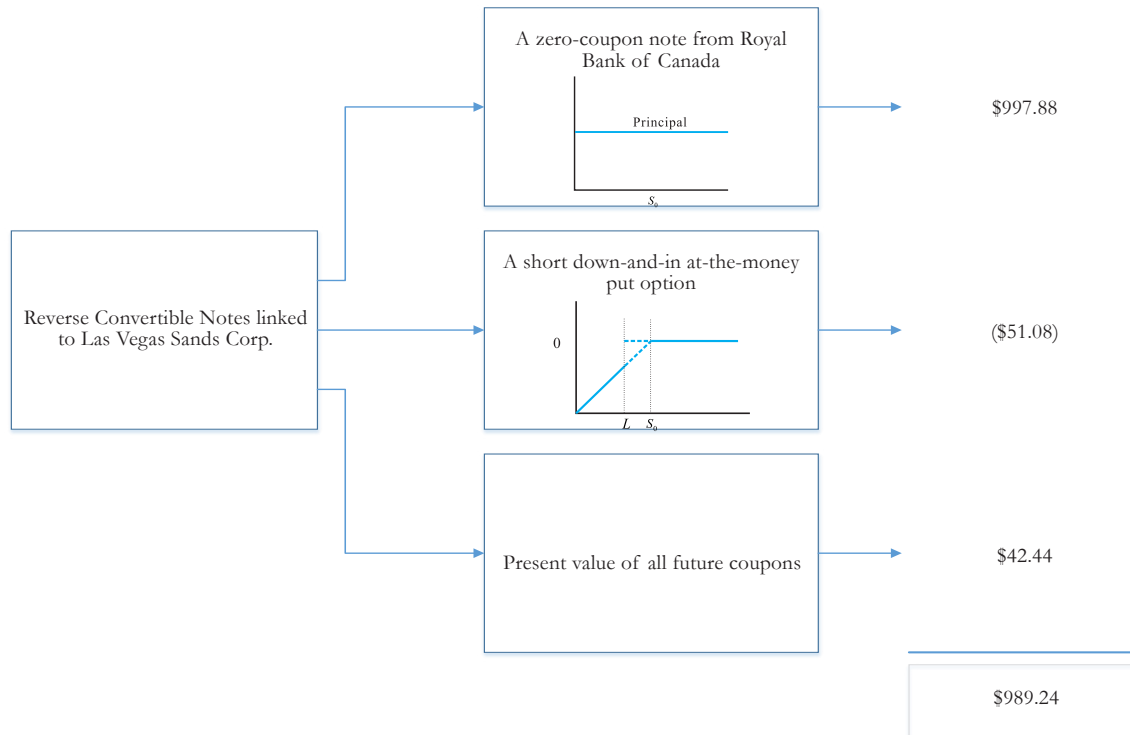 A zero-coupon note from Royal
Bank of Canada
Principal
S₀
$997.88
Reverse Convertible Notes linked
to Las Vegas Sands Corp.
A short down-and-in at-the-money
put option
0
L S₀
($51.08)
Present value of all future coupons
$42.44
$989.24